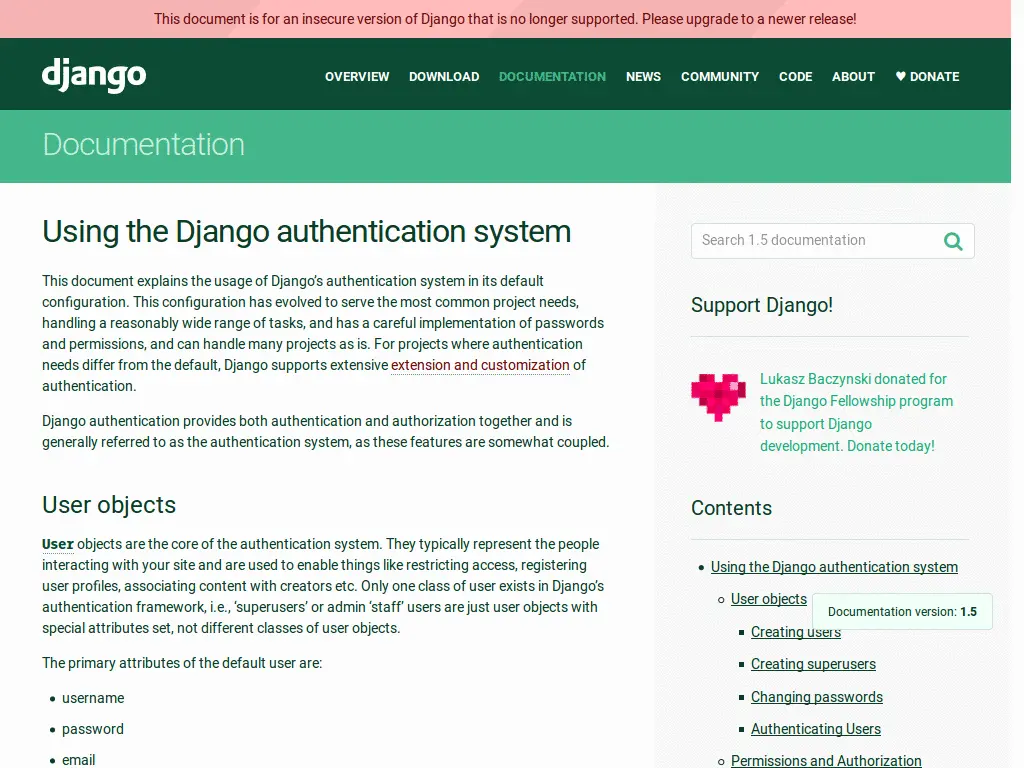 This document is for an insecure version of Django that is no longer supported. Please upgrade to a newer release!
django
OVERVIEW DOWNLOAD DOCUMENTATION NEWS COMMUNITY CODE ABOUT ♥ DONATE
Documentation
Using the Django authentication system
This document explains the usage of Django’s authentication system in its default
configuration. This configuration has evolved to serve the most common project needs,
handling a reasonably wide range of tasks, and has a careful implementation of passwords
and permissions, and can handle many projects as is. For projects where authentication
needs differ from the default, Django supports extensive extension and customization of
authentication.
Django authentication provides both authentication and authorization together and is
generally referred to as the authentication system, as these features are somewhat coupled.
User objects
User objects are the core of the authentication system. They typically represent the people
interacting with your site and are used to enable things like restricting access, registering
user profiles, associating content with creators etc. Only one class of user exists in Django’s
authentication framework, i.e., ‘superusers’ or admin ‘staff’ users are just user objects with
special attributes set, not different classes of user objects.
The primary attributes of the default user are:
username
password
email
Search 1.5 documentation
Support Django!
Lukasz Baczynski donated for
the Django Fellowship program
to support Django
development. Donate today!
Contents
Using the Django authentication system
User objects
Documentation version: 1.5
Creating users
Creating superusers
Changing passwords
Authenticating Users
Permissions and Authorization